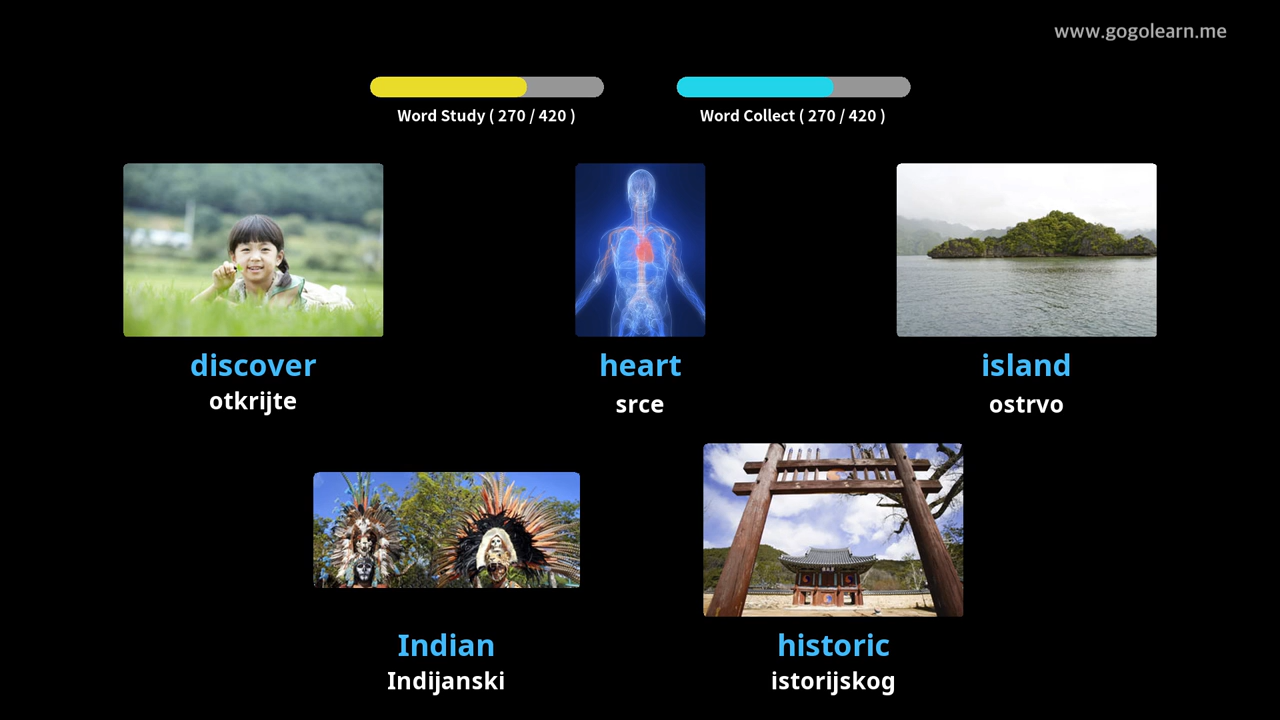 www.gogolearn.me
Word Study ( 270 / 420 )
Word Collect ( 270 / 420 )
discover
otkrijte
heart
srce
island
ostrvo
Indian
Indijanski
historic
istorijskog